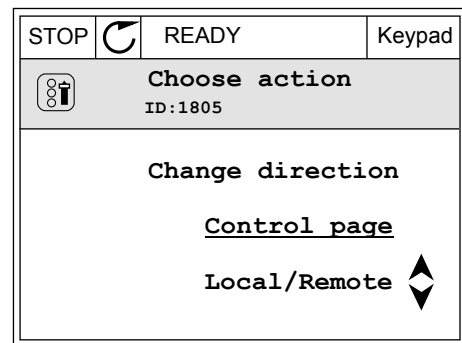 STOP READY Keypad
Choose action
ID:1805
Change direction
Control page
Local/Remote